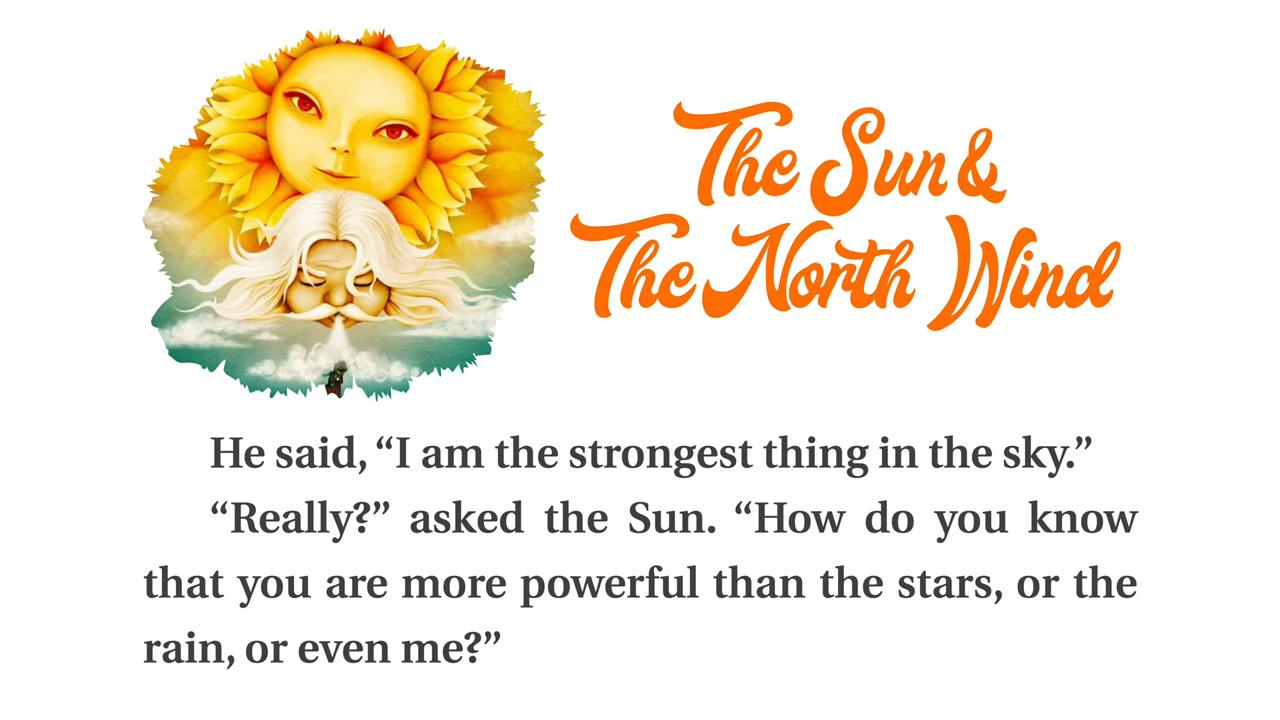 The Sun &
The North Wind
He said, “I am the strongest thing in the sky.”
“Really?” asked the Sun. “How do you know
that you are more powerful than the stars, or the
rain, or even me?”